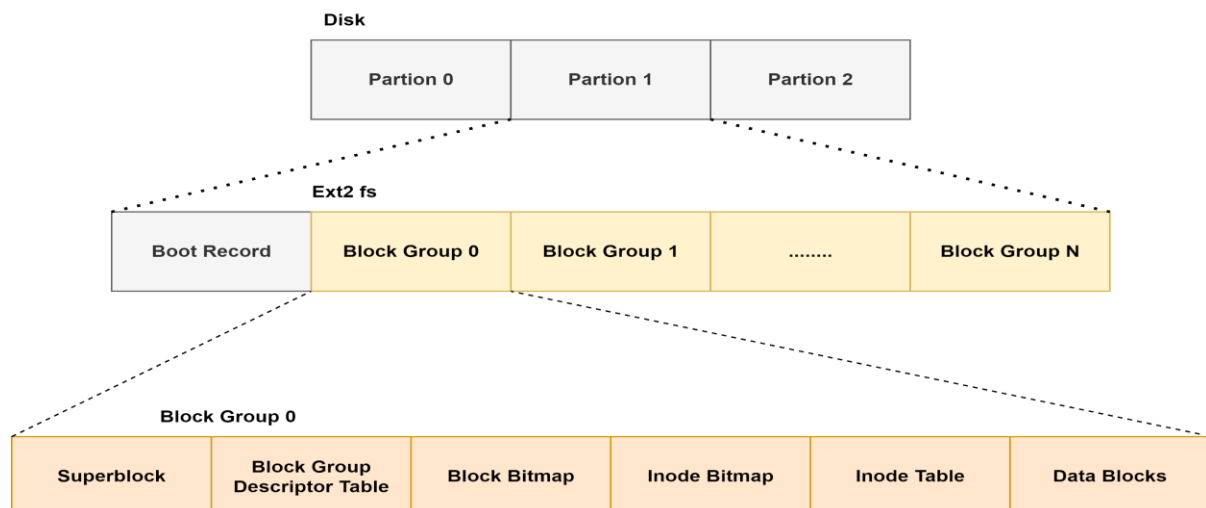 Disk
Partion 0
Partion 1
Partion 2
Ext2 fs
Boot Record
Block Group 0
Block Group 1
........
Block Group N
Block Group 0
Superblock
Block Group
Descriptor Table
Block Bitmap
Inode Bitmap
Inode Table
Data Blocks